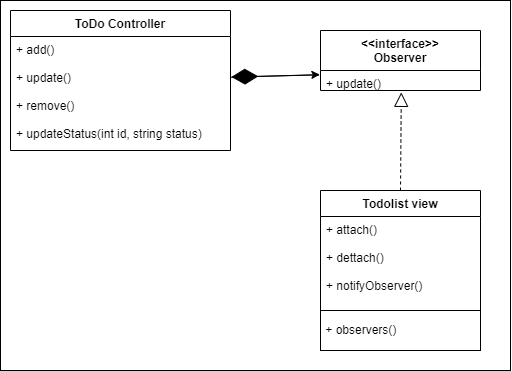 ToDo Controller
+ add()
+ update()
+ remove()
+ updateStatus(int id, string status)
<<interface>>
Observer
+ update()
Todolist view
+ attach()
+ dettach()
+ notifyObserver()
+ observers()